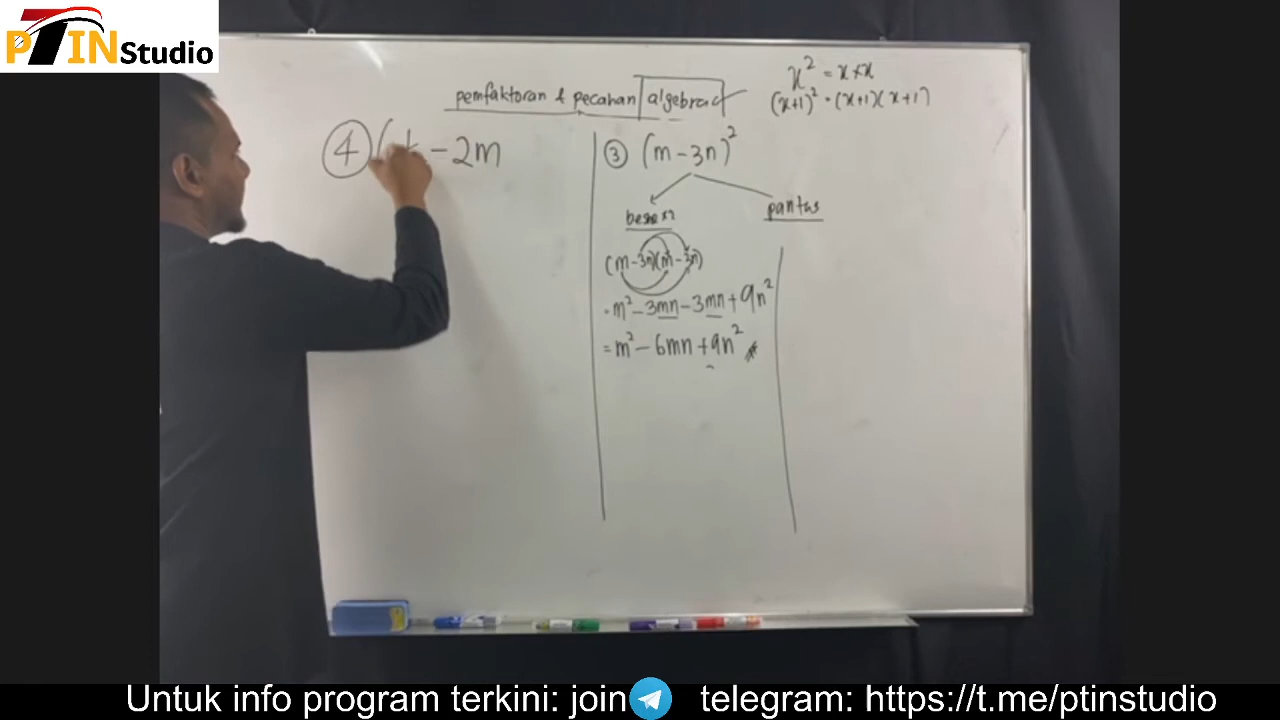 PTIN Studio
pemfaktoran & pecahan algebra
x² = x × x
(x+1)² = (x+1)(x+1)
④ ( - 2m
③ (m - 3n)²
pantas
(m - 3n)(m - 3n)
= m² - 3mn - 3mn + 9n²
= m² - 6mn + 9n²
Untuk info program terkini: join telegram: https://t.me/ptinstudio